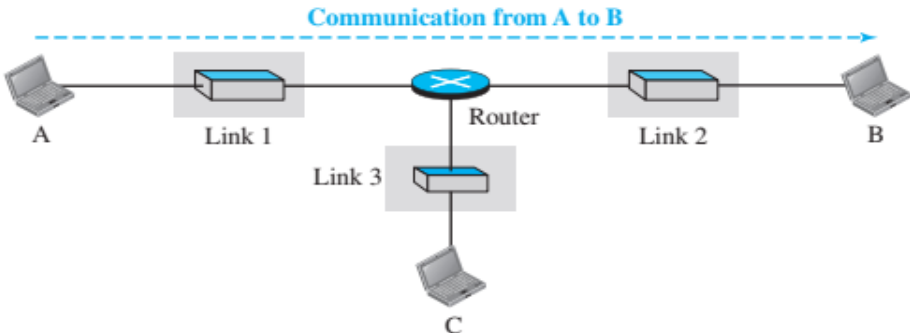 Communication from A to B
A
Link 1
Router
Link 2
B
Link 3
C